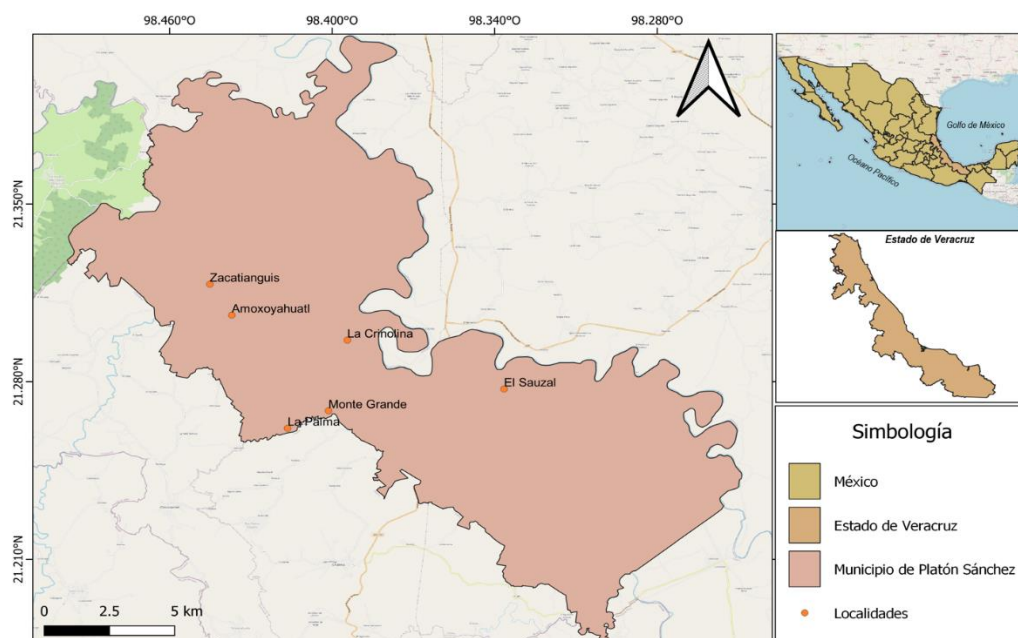 98.460°O
98.400°O
98.340°O
98.280°O
21.350°N
21.280°N
21.210°N
Zacatianguis
Amoxoyahuatl
La Crinolina
El Sauzal
Monte Grande
La Palma
0 2.5 5 km
Golfo de México
Océano Pacifico
Estado de Veracruz
Simbología
México
Estado de Veracruz
Municipio de Platón Sánchez
Localidades